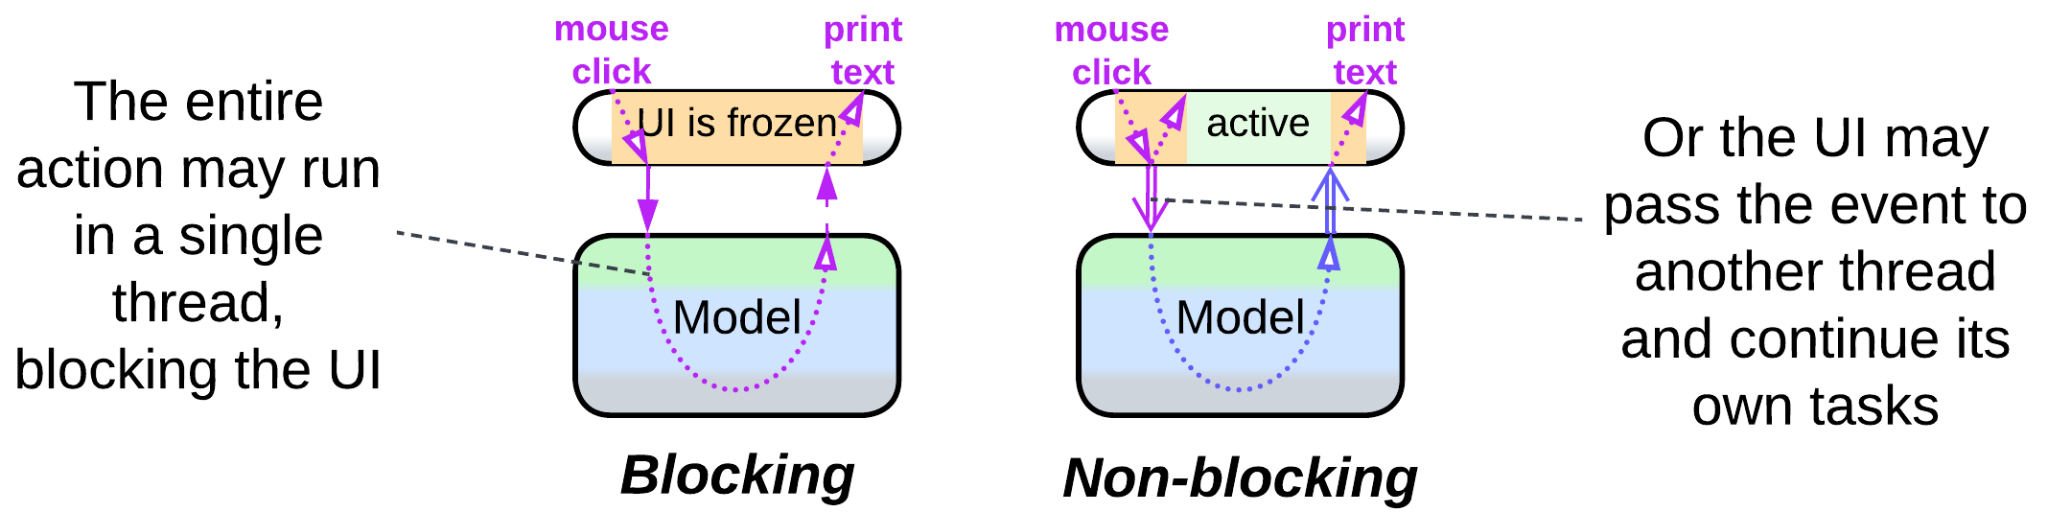 The entire
action may run
in a single
thread,
blocking the UI
mouse
click
print
text
UI is frozen
Model
Blocking
mouse
click
print
text
active
Model
Non-blocking
Or the UI may
pass the event to
another thread
and continue its
own tasks